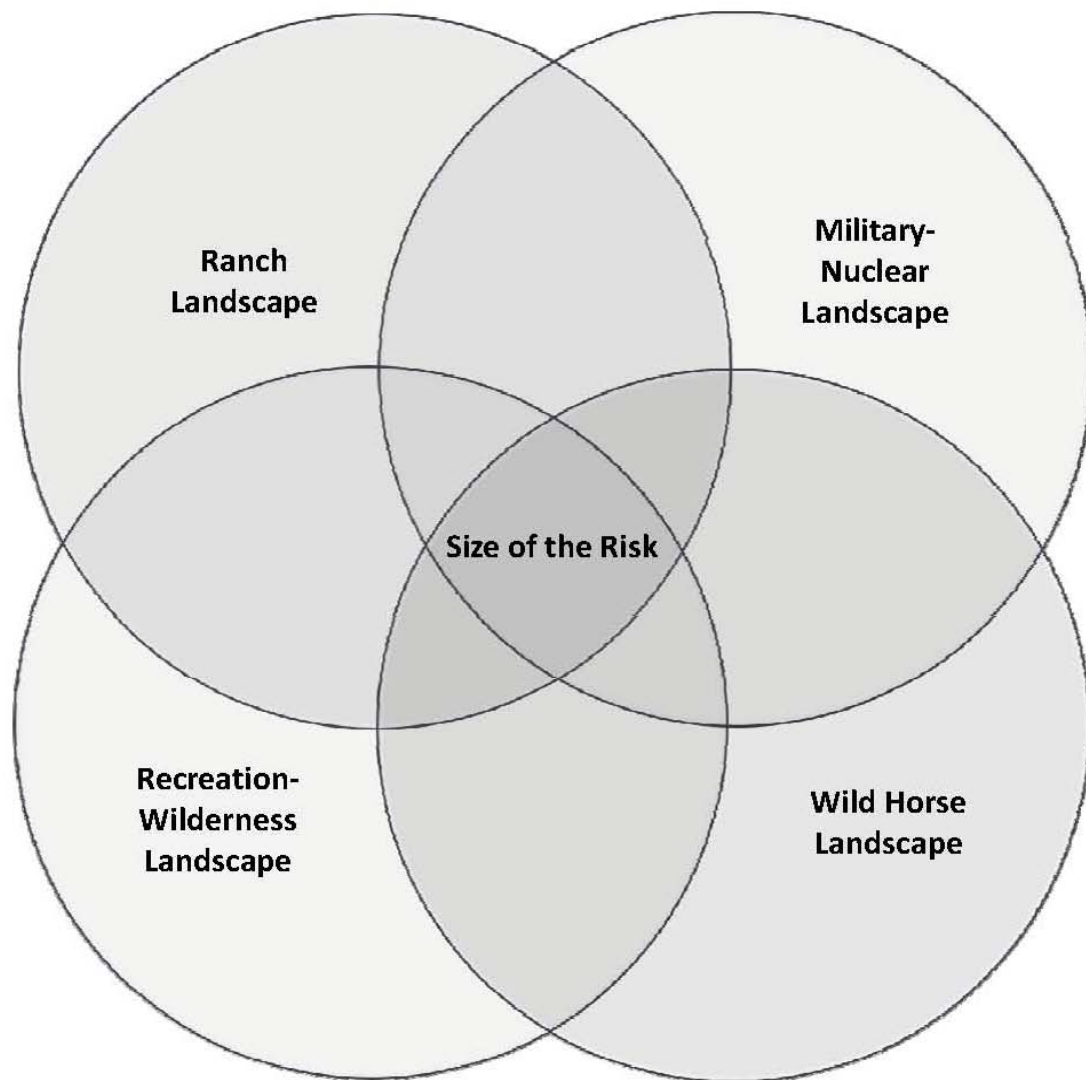 Ranch
Landscape
Military-
Nuclear
Landscape
Size of the Risk
Recreation-
Wilderness
Landscape
Wild Horse
Landscape